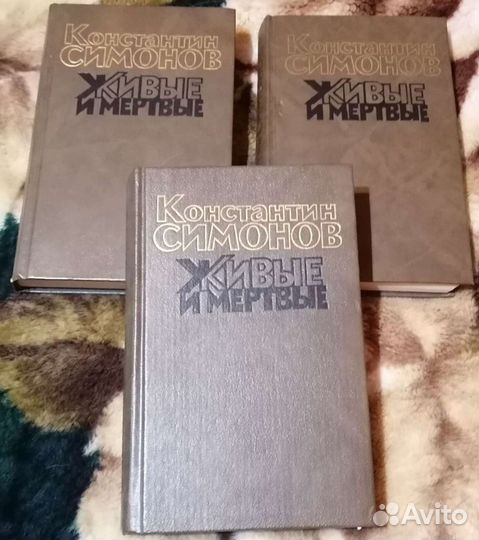 Константин
СИМОНОВ
ЖИВЫЕ
И МЕРТВЫЕ
Константин
СИМОНОВ
ЖИВЫЕ
И МЕРТВЫЕ
Константин
СИМОНОВ
ЖИВЫЕ
И МЕРТВЫЕ
Avito